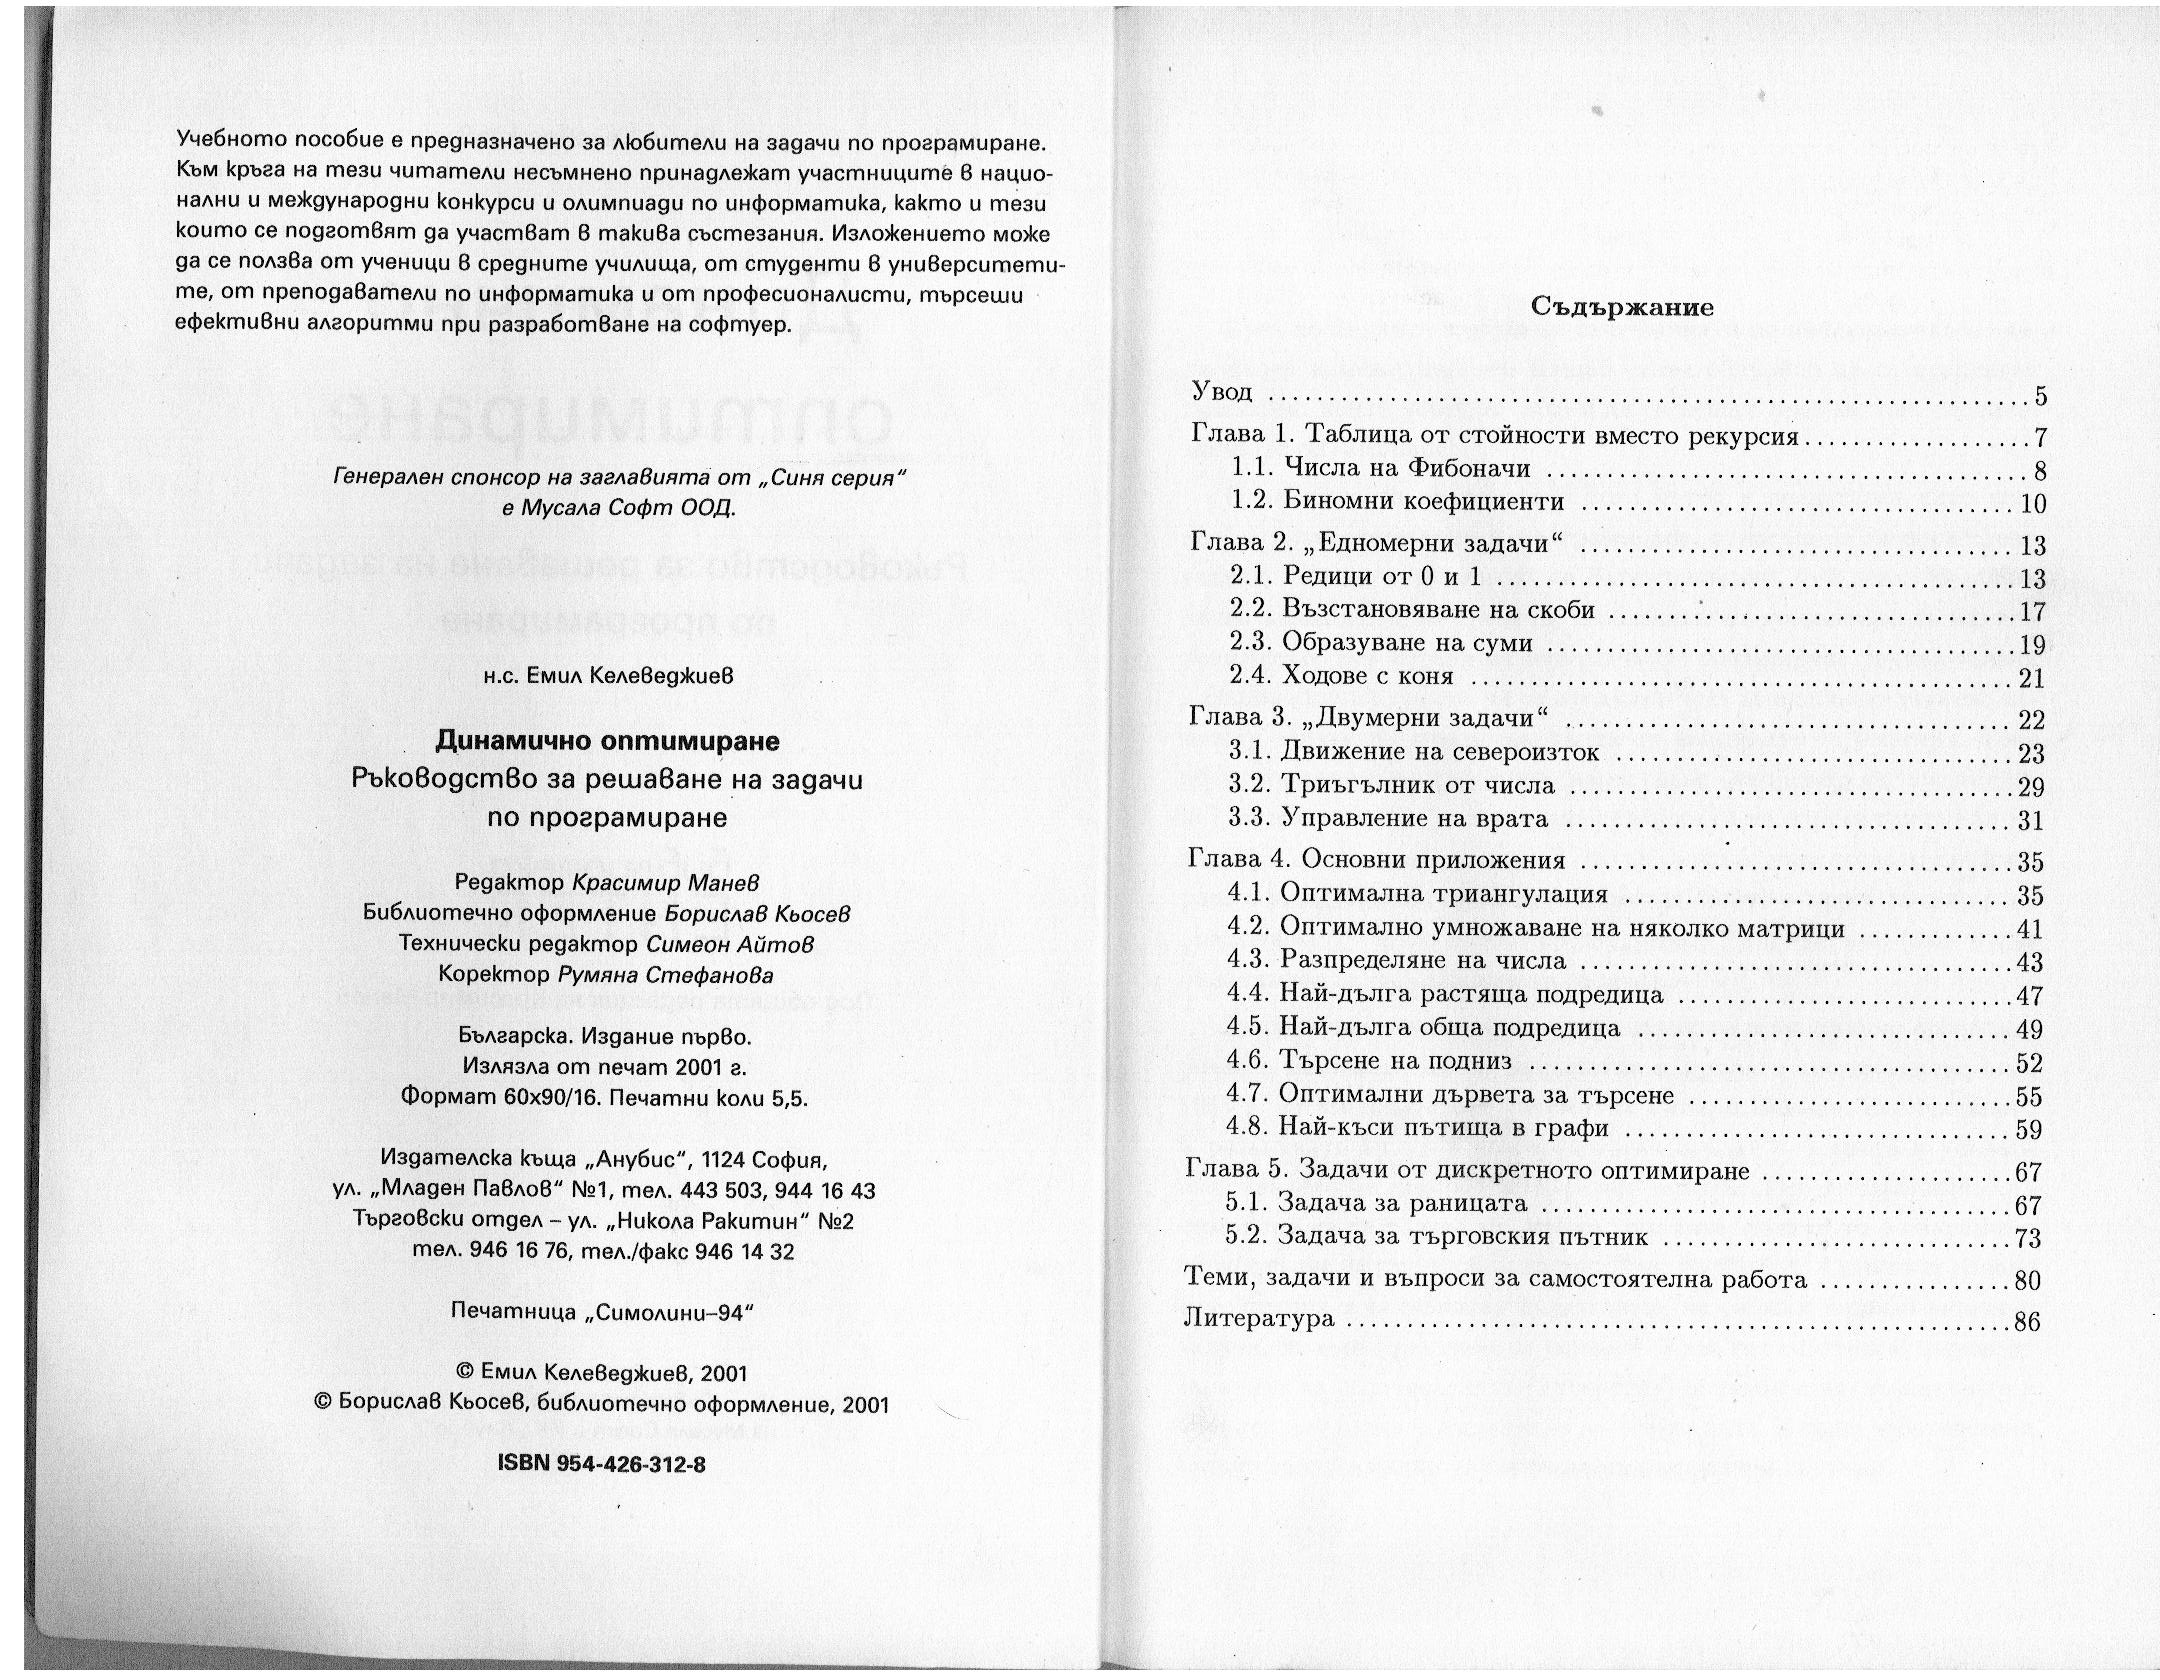 Учебното пособие е предназначено за любители на задачи по програмиране.
Към кръга на тези читатели несъмнено принадлежат участниците в нацио-
нални и международни конкурси и олимпиади по информатика, както и тези
които се подготвят да участват в такива състезания. Изложението може
да се ползва от ученици в средните училища, от студенти в университети-
те, от преподаватели по информатика и от професионалисти, търсеши
ефективни алгоритми при разработване на софтуер.
Генерален спонсор на заглавията от „Синя серия“
е Мусала Софт ООД.
н.с. Емил Келеведжиев
Динамично оптимиране
Ръководство за решаване на задачи
по програмиране
Редактор Красимир Манев
Библиотечно оформление Борислав Кьосев
Технически редактор Симеон Айтов
Коректор Румяна Стефанова
Българска. Издание първо.
Излязла от печат 2001 г.
Формат 60x90/16. Печатни коли 5,5.
Издателска къща „Анубис“, 1124 София,
ул. „Младен Павлов“ №1, тел. 443 503, 944 16 43
Търговски отдел – ул. „Никола Ракитин“ №2
тел. 946 16 76, тел./факс 946 14 32
Печатница „Симолини–94“
© Емил Келеведжиев, 2001
© Борислав Кьосев, библиотечно оформление, 2001
ISBN 954-426-312-8
Съдържание
Увод ........ 5
Глава 1. Таблица от стойности вместо рекурсия ........ 7
1.1. Числа на Фибоначи ........ 8
1.2. Биномни коефициенти ........ 10
Глава 2. „Едномерни задачи“ ........ 13
2.1. Редици от 0 и 1 ........ 13
2.2. Възстановяване на скоби ........ 17
2.3. Образуване на суми ........ 19
2.4. Ходове с коня ........ 21
Глава 3. „Двумерни задачи“ ........ 22
3.1. Движение на североизток ........ 23
3.2. Триъгълник от числа ........ 29
3.3. Управление на врата ........ 31
Глава 4. Основни приложения ........ 35
4.1. Оптимална триангулация ........ 35
4.2. Оптимално умножаване на няколко матрици ........ 41
4.3. Разпределяне на числа ........ 43
4.4. Най-дълга растяща подредица ........ 47
4.5. Най-дълга обща подредица ........ 49
4.6. Търсене на подниз ........ 52
4.7. Оптимални дървета за търсене ........ 55
4.8. Най-къси пътища в графи ........ 59
Глава 5. Задачи от дискретното оптимиране ........ 67
5.1. Задача за раницата ........ 67
5.2. Задача за търговския пътник ........ 73
Теми, задачи и въпроси за самостоятелна работа ........ 80
Литература ........ 86